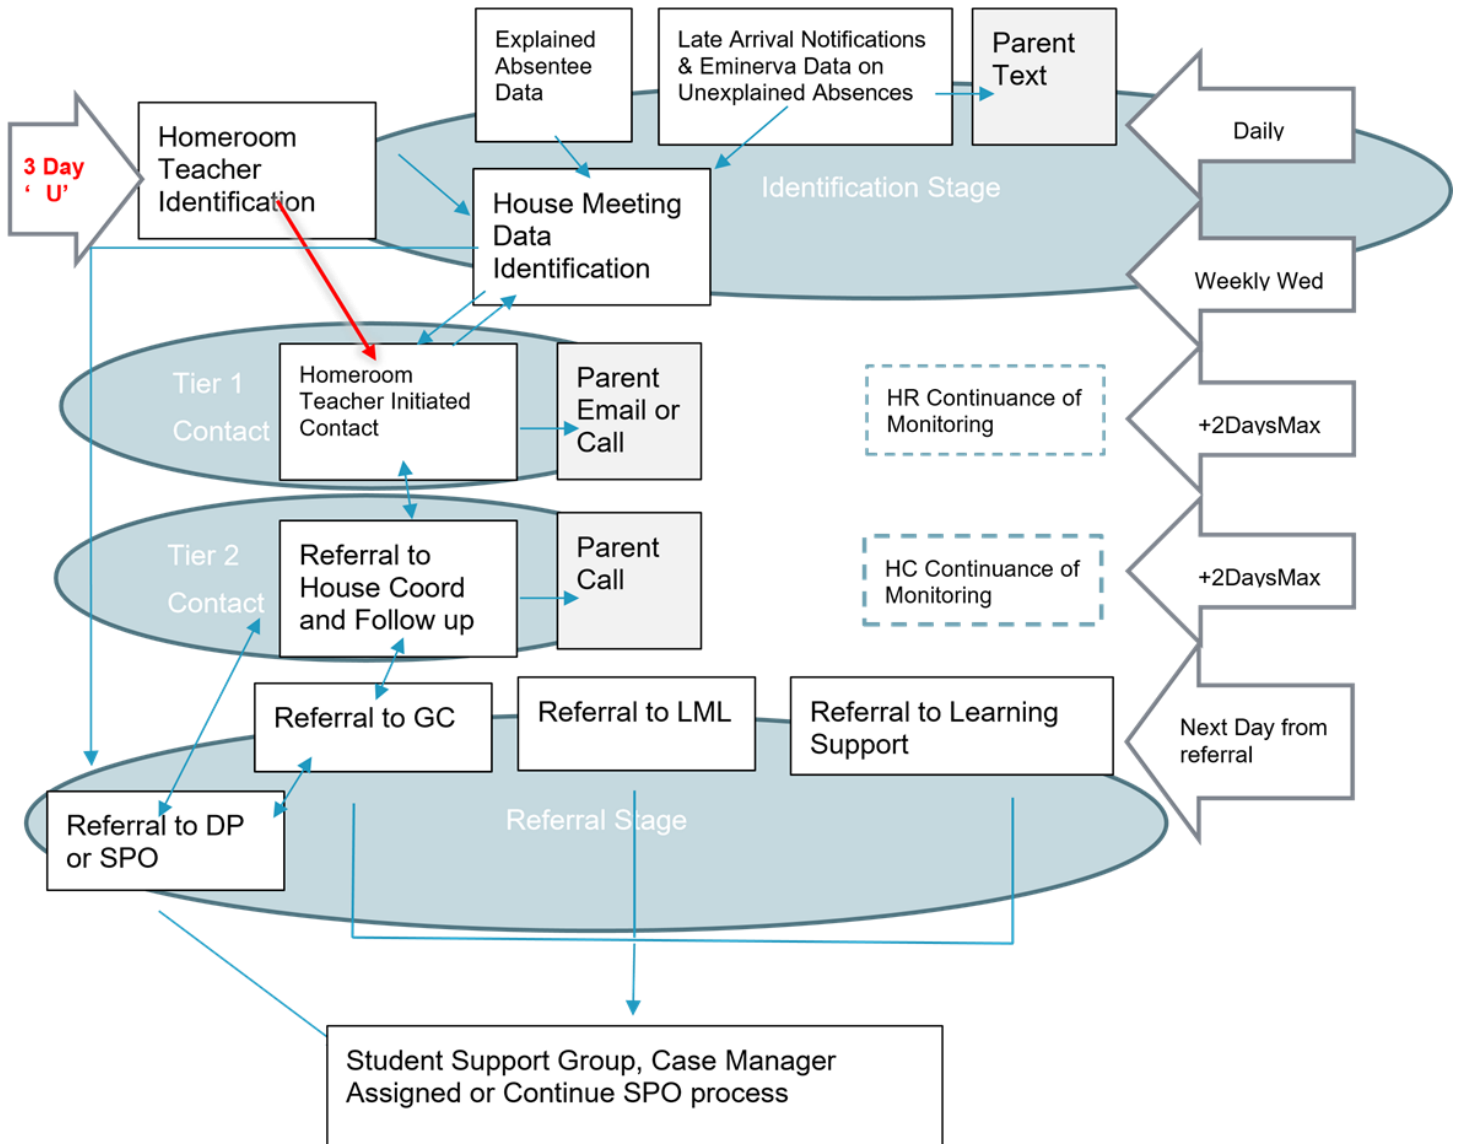 Explained
Absentee
Data
Late Arrival Notifications
& Eminerva Data on
Unexplained Absences
Parent
Text
3 Day
‘ U’
Homeroom
Teacher
Identification
Daily
Identification Stage
House Meeting
Data
Identification
Weekly Wed
Tier 1
Contact
Homeroom
Teacher Initiated
Contact
Parent
Email or
Call
HR Continuance of
Monitoring
+2DaysMax
Tier 2
Contact
Referral to
House Coord
and Follow up
Parent
Call
HC Continuance of
Monitoring
+2DaysMax
Referral to GC
Referral to LML
Referral to Learning
Support
Next Day from
referral
Referral to DP
or SPO
Referral Stage
Student Support Group, Case Manager
Assigned or Continue SPO process